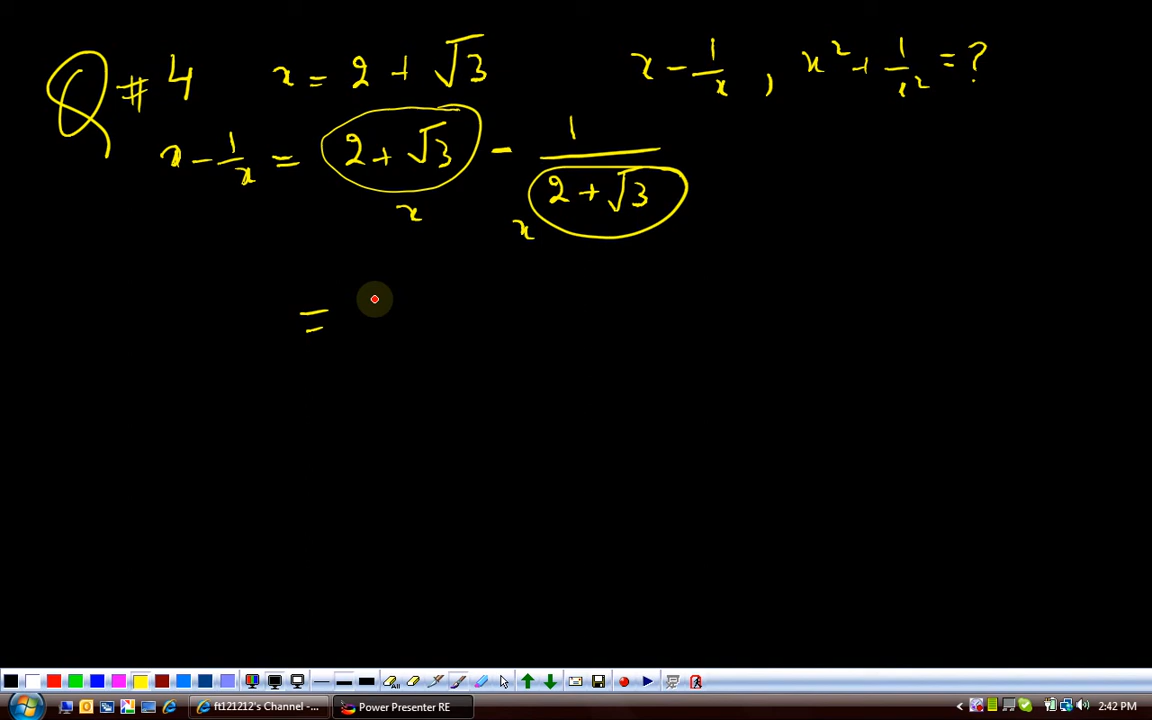 Q # 4 x = 2 + √3 x - 1/x , x² + 1/x² = ?
x - 1/x = 2 + √3 - 1/(2 + √3)
x x
=
ft121212's Channel -... Power Presenter RE 2:42 PM